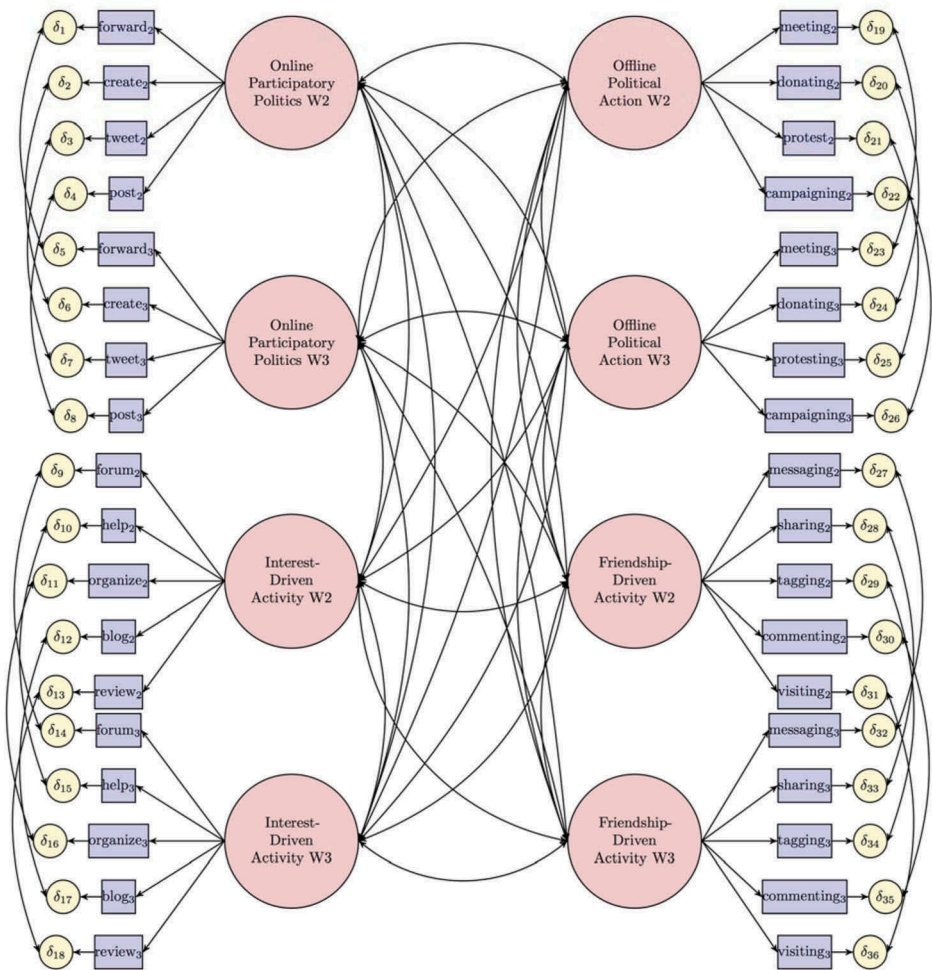 δ₁ forward₂
δ₂ create₂
δ₃ tweet₂
δ₄ post₂
δ₅ forward₃
δ₆ create₃
δ₇ tweet₃
δ₈ post₃
δ₉ forum₂
δ₁₀ help₂
δ₁₁ organize₂
δ₁₂ blog₂
δ₁₃ review₂
δ₁₄ forum₃
δ₁₅ help₃
δ₁₆ organize₃
δ₁₇ blog₃
δ₁₈ review₃
Online
Participatory
Politics W2
Online
Participatory
Politics W3
Interest-
Driven
Activity W2
Interest-
Driven
Activity W3
Offline
Political
Action W2
Offline
Political
Action W3
Friendship-
Driven
Activity W2
Friendship-
Driven
Activity W3
meeting₂ δ₁₉
donating₂ δ₂₀
protest₂ δ₂₁
campaigning₂ δ₂₂
meeting₃ δ₂₃
donating₃ δ₂₄
protesting₃ δ₂₅
campaigning₃ δ₂₆
messaging₂ δ₂₇
sharing₂ δ₂₈
tagging₂ δ₂₉
commenting₂ δ₃₀
visiting₂ δ₃₁
messaging₃ δ₃₂
sharing₃ δ₃₃
tagging₃ δ₃₄
commenting₃ δ₃₅
visiting₃ δ₃₆